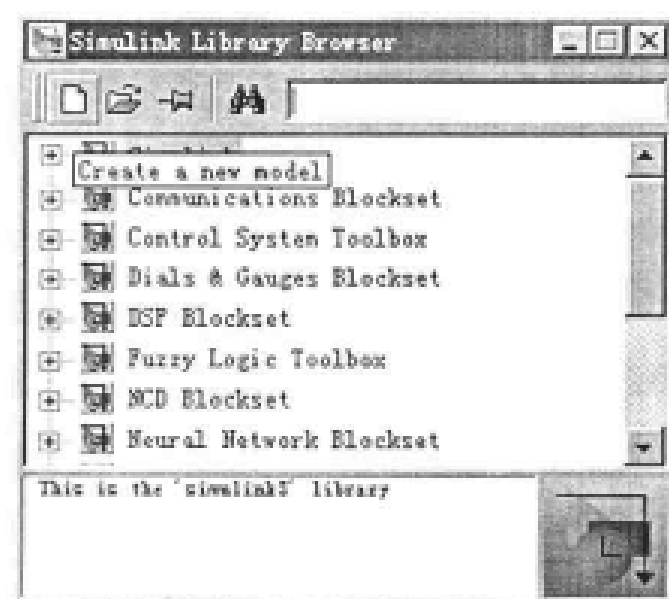 Simulink Library Browser
Create a new model
Communications Blockset
Control System Toolbox
Dials & Gauges Blockset
DSP Blockset
Fuzzy Logic Toolbox
NCD Blockset
Neural Network Blockset
This is the 'simulink3' library